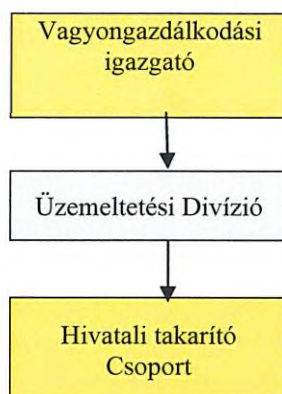 Vagyongazdálkodási
igazgató
Üzemeltetési Divízió
Hivatali takarító
Csoport